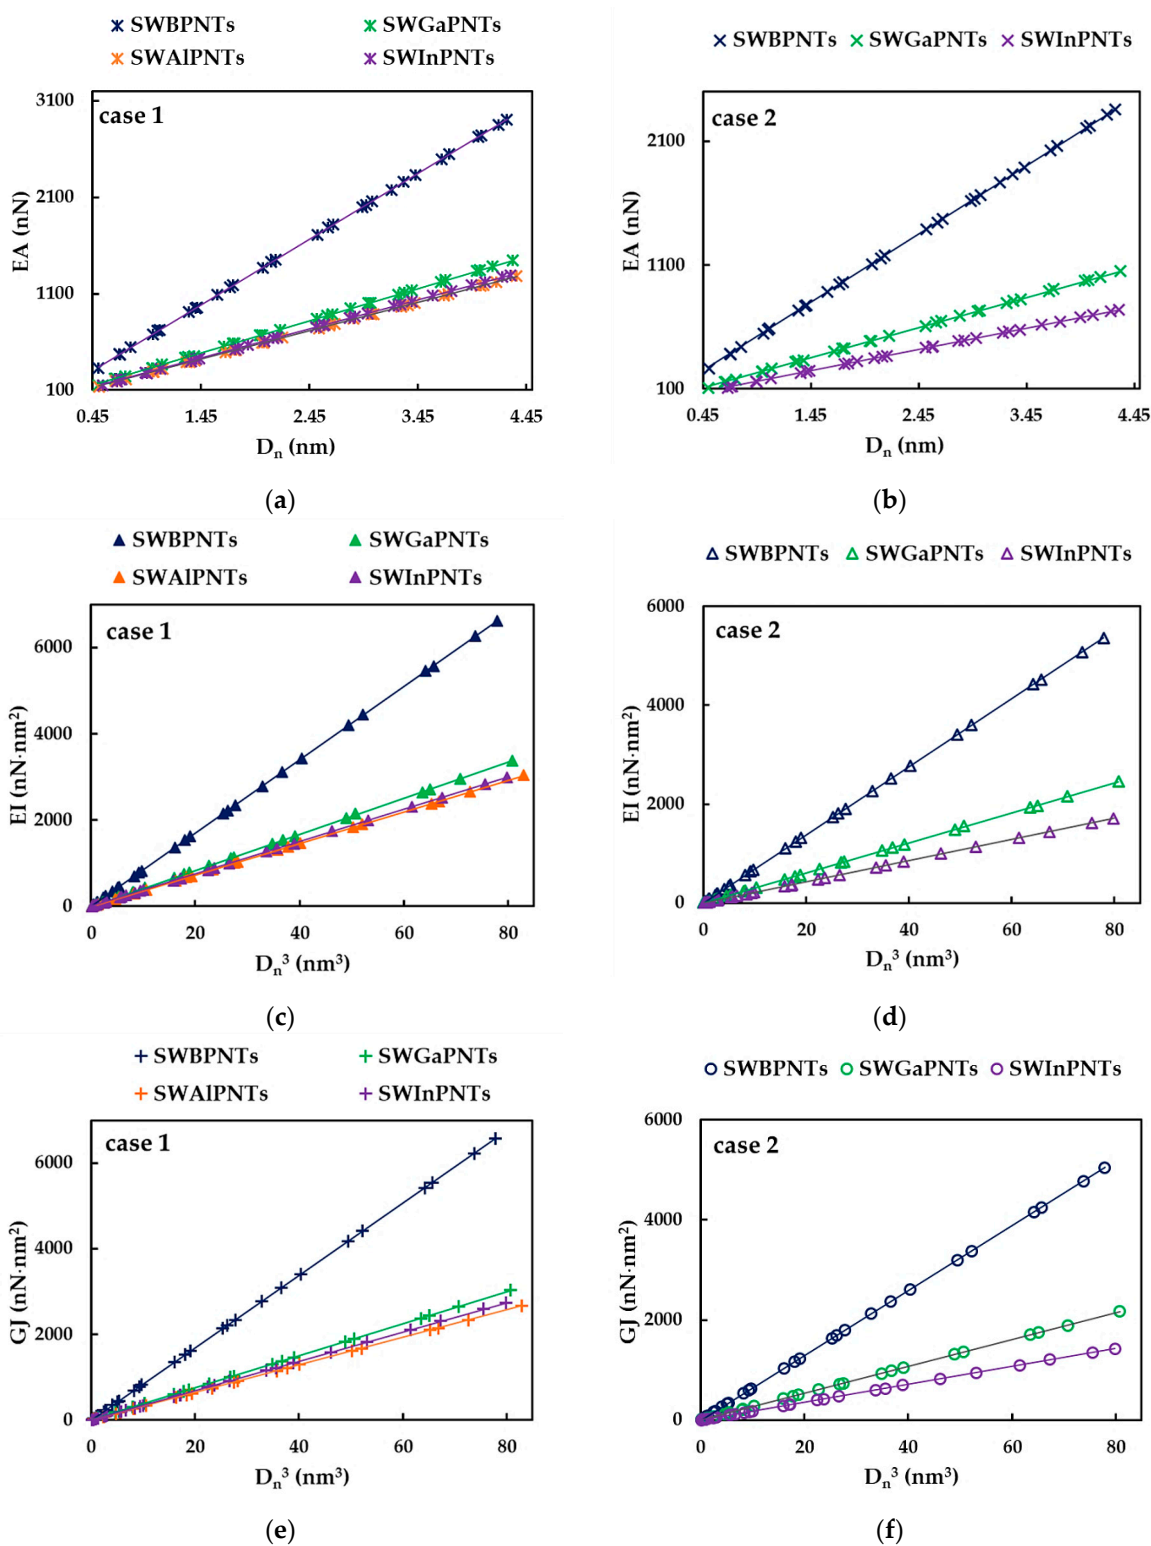 SWBPNTs SWGaPNTs
SWAlPNTs SWInPNTs
case 1
EA (nN)
3100
2100
1100
100
0.45 1.45 2.45 3.45 4.45
Dₙ (nm)
(a)
SWBPNTs SWGaPNTs SWInPNTs
case 2
EA (nN)
2100
1100
100
0.45 1.45 2.45 3.45 4.45
Dₙ (nm)
(b)
SWBPNTs SWGaPNTs
SWAlPNTs SWInPNTs
case 1
EI (nN·nm²)
6000
4000
2000
0
0 20 40 60 80
Dₙ³ (nm³)
(c)
SWBPNTs SWGaPNTs SWInPNTs
case 2
EI (nN·nm²)
6000
4000
2000
0
0 20 40 60 80
Dₙ³ (nm³)
(d)
SWBPNTs SWGaPNTs
SWAlPNTs SWInPNTs
case 1
GJ (nN·nm²)
6000
4000
2000
0
0 20 40 60 80
Dₙ³ (nm³)
(e)
SWBPNTs SWGaPNTs SWInPNTs
case 2
GJ (nN·nm²)
6000
4000
2000
0
0 20 40 60 80
Dₙ³ (nm³)
(f)